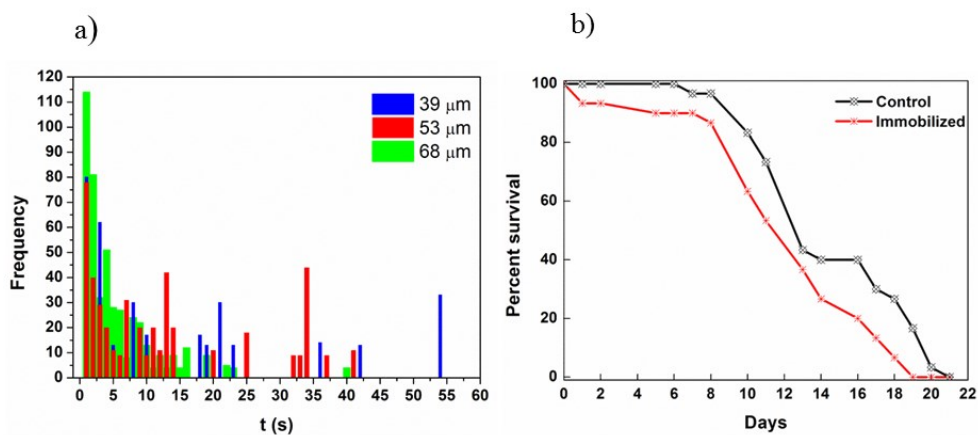 a)
120
110
100
90
80
70
60
50
40
30
20
10
0
Frequency
39 μm
53 μm
68 μm
0 5 10 15 20 25 30 35 40 45 50 55 60
t (s)
b)
100
80
60
40
20
0
Percent survival
Control
Immobilized
0 2 4 6 8 10 12 14 16 18 20 22
Days